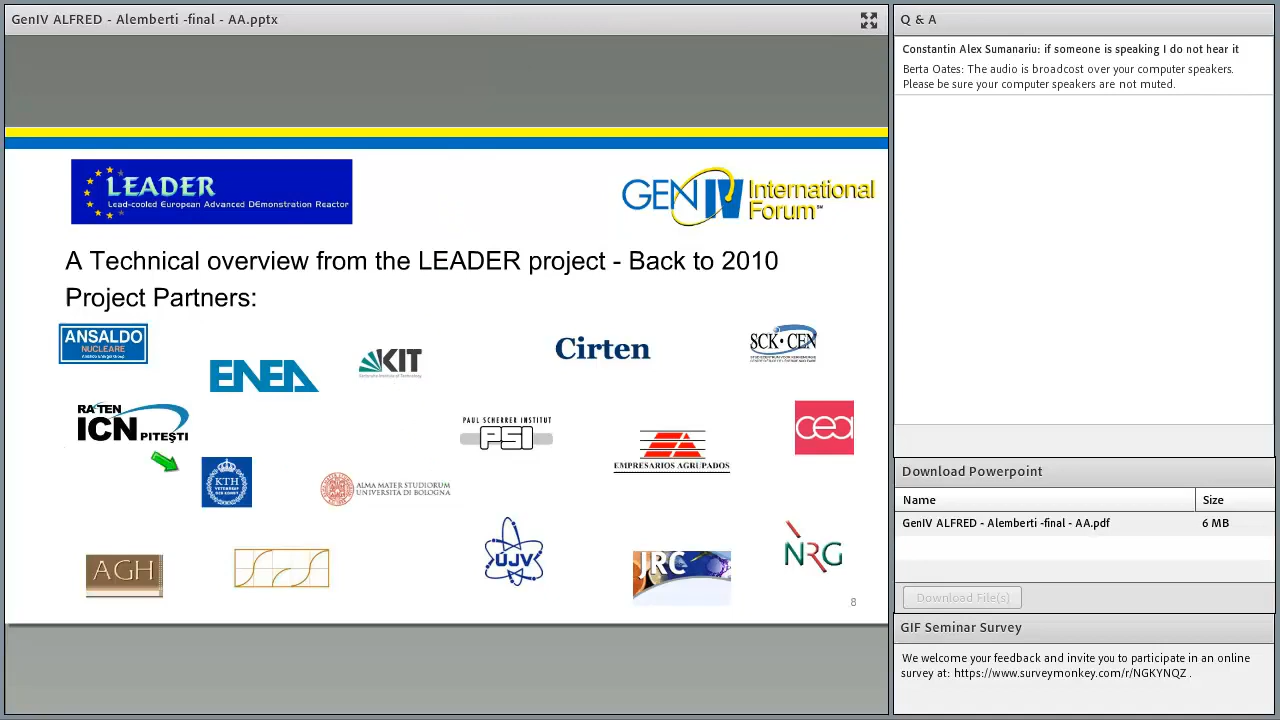 GenIV ALFRED - Alemberti -final - AA.pptx
LEADER
Lead-cooled European Advanced DEmonstration Reactor
GEN IV International
Forum
SM
A Technical overview from the LEADER project - Back to 2010
Project Partners:
ANSALDO
NUCLEARE
ENEA
KIT
Cirten
SCK•CEN
RATEN
ICN PITEŞTI
PAUL SCHERRER INSTITUT
PSI
EMPRESARIOS AGRUPADOS
cea
KTH
ALMA MATER STUDIORUM
UNIVERSITÀ DI BOLOGNA
AGH
UJV
JRC
NRG
8
Q & A
Constantin Alex Sumanariu: if someone is speaking I do not hear it
Berta Oates: The audio is broadcost over your computer speakers.
Please be sure your computer speakers are not muted.
Download Powerpoint
Name Size
GenIV ALFRED - Alemberti -final - AA.pdf 6 MB
Download File(s)
GIF Seminar Survey
We welcome your feedback and invite you to participate in an online
survey at: https://www.surveymonkey.com/r/NGKYNQZ .